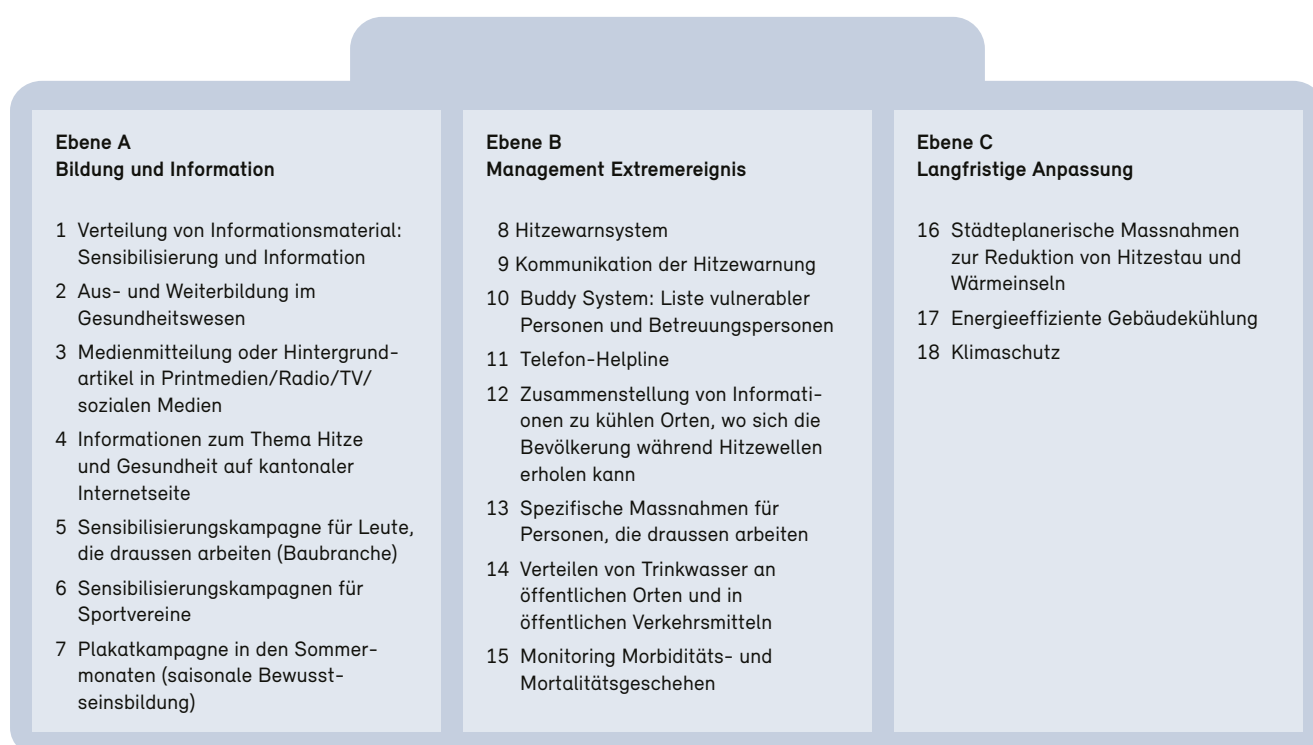 Ebene A
Bildung und Information
1 Verteilung von Informationsmaterial:
Sensibilisierung und Information
2 Aus- und Weiterbildung im
Gesundheitswesen
3 Medienmitteilung oder Hintergrund-
artikel in Printmedien/Radio/TV/
sozialen Medien
4 Informationen zum Thema Hitze
und Gesundheit auf kantonaler
Internetseite
5 Sensibilisierungskampagne für Leute,
die draussen arbeiten (Baubranche)
6 Sensibilisierungskampagnen für
Sportvereine
7 Plakatkampagne in den Sommer-
monaten (saisonale Bewusst-
seinsbildung)
Ebene B
Management Extremereignis
8 Hitzewarnsystem
9 Kommunikation der Hitzewarnung
10 Buddy System: Liste vulnerabler
Personen und Betreuungspersonen
11 Telefon-Helpline
12 Zusammenstellung von Informati-
onen zu kühlen Orten, wo sich die
Bevölkerung während Hitzewellen
erholen kann
13 Spezifische Massnahmen für
Personen, die draussen arbeiten
14 Verteilen von Trinkwasser an
öffentlichen Orten und in
öffentlichen Verkehrsmitteln
15 Monitoring Morbiditäts- und
Mortalitätsgeschehen
Ebene C
Langfristige Anpassung
16 Städteplanerische Massnahmen
zur Reduktion von Hitzestau und
Wärmeinseln
17 Energieeffiziente Gebäudekühlung
18 Klimaschutz